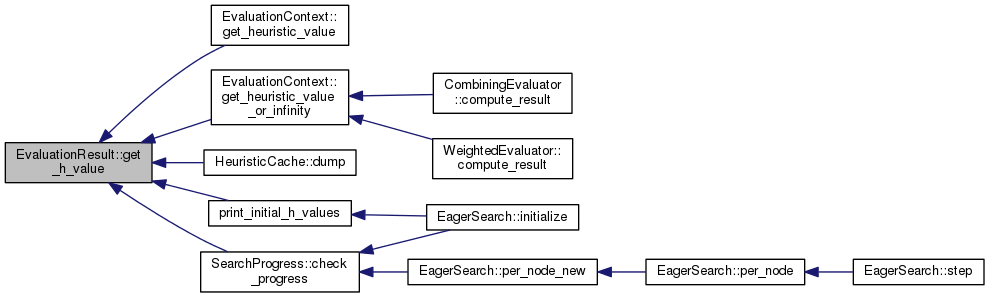 EvaluationContext::
get_heuristic_value
EvaluationContext::
get_heuristic_value
_or_infinity
CombiningEvaluator
::compute_result
WeightedEvaluator::
compute_result
EvaluationResult::get
_h_value
HeuristicCache::dump
print_initial_h_values
EagerSearch::initialize
SearchProgress::check
_progress
EagerSearch::per_node_new
EagerSearch::per_node
EagerSearch::step